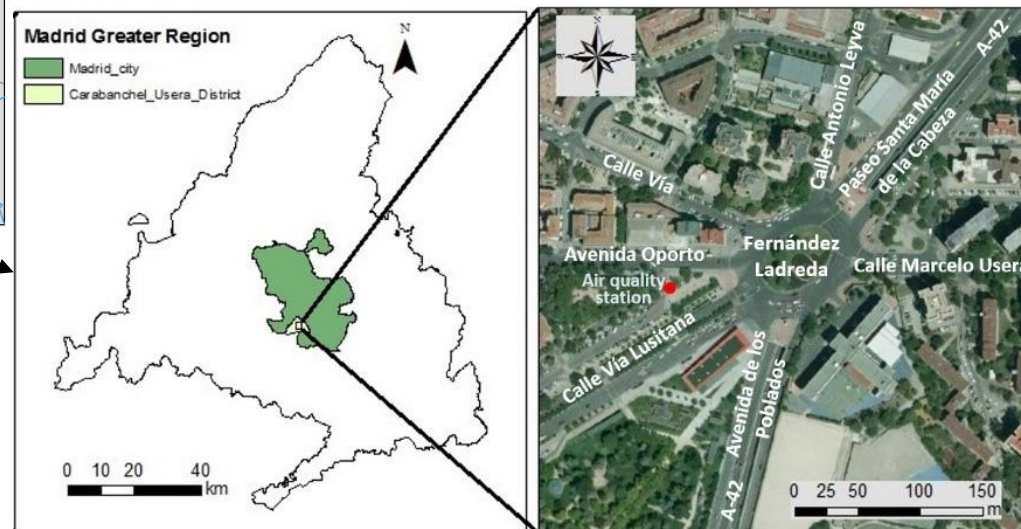 Madrid Greater Region
Madrid_city
Carabanchel_Usera_District
N
0 10 20 40
km
N
Calle Antonio Leyva
Paseo Santa María
de la Cabeza
A-42
Calle Vía
Avenida Oporto
Fernández
Ladreda
Calle Marcelo Usera
Air quality
station
Calle Vía Lusitana
Avenida de los
Poblados
A-42
0 25 50 100 150
m